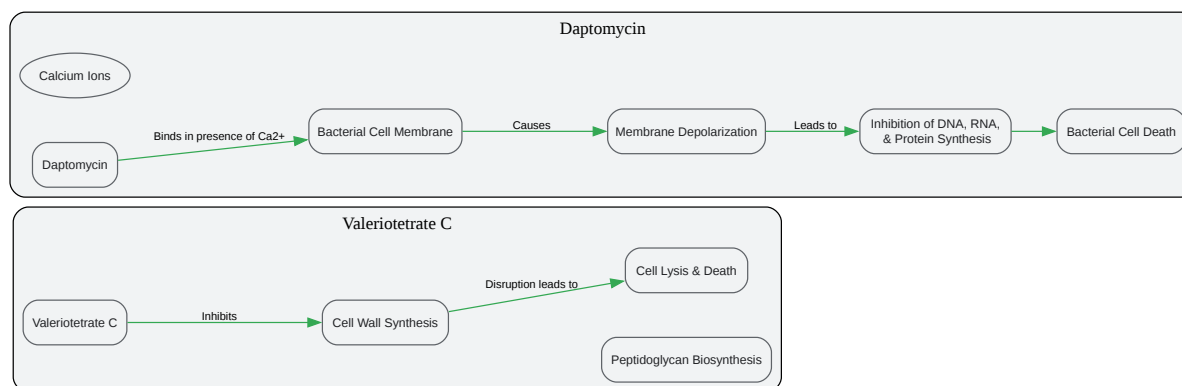 Daptomycin
Calcium Ions
Daptomycin
Binds in presence of Ca2+
Bacterial Cell Membrane
Causes
Membrane Depolarization
Leads to
Inhibition of DNA, RNA,
& Protein Synthesis
Bacterial Cell Death
Valeriotetrate C
Valeriotetrate C
Inhibits
Cell Wall Synthesis
Disruption leads to
Cell Lysis & Death
Peptidoglycan Biosynthesis